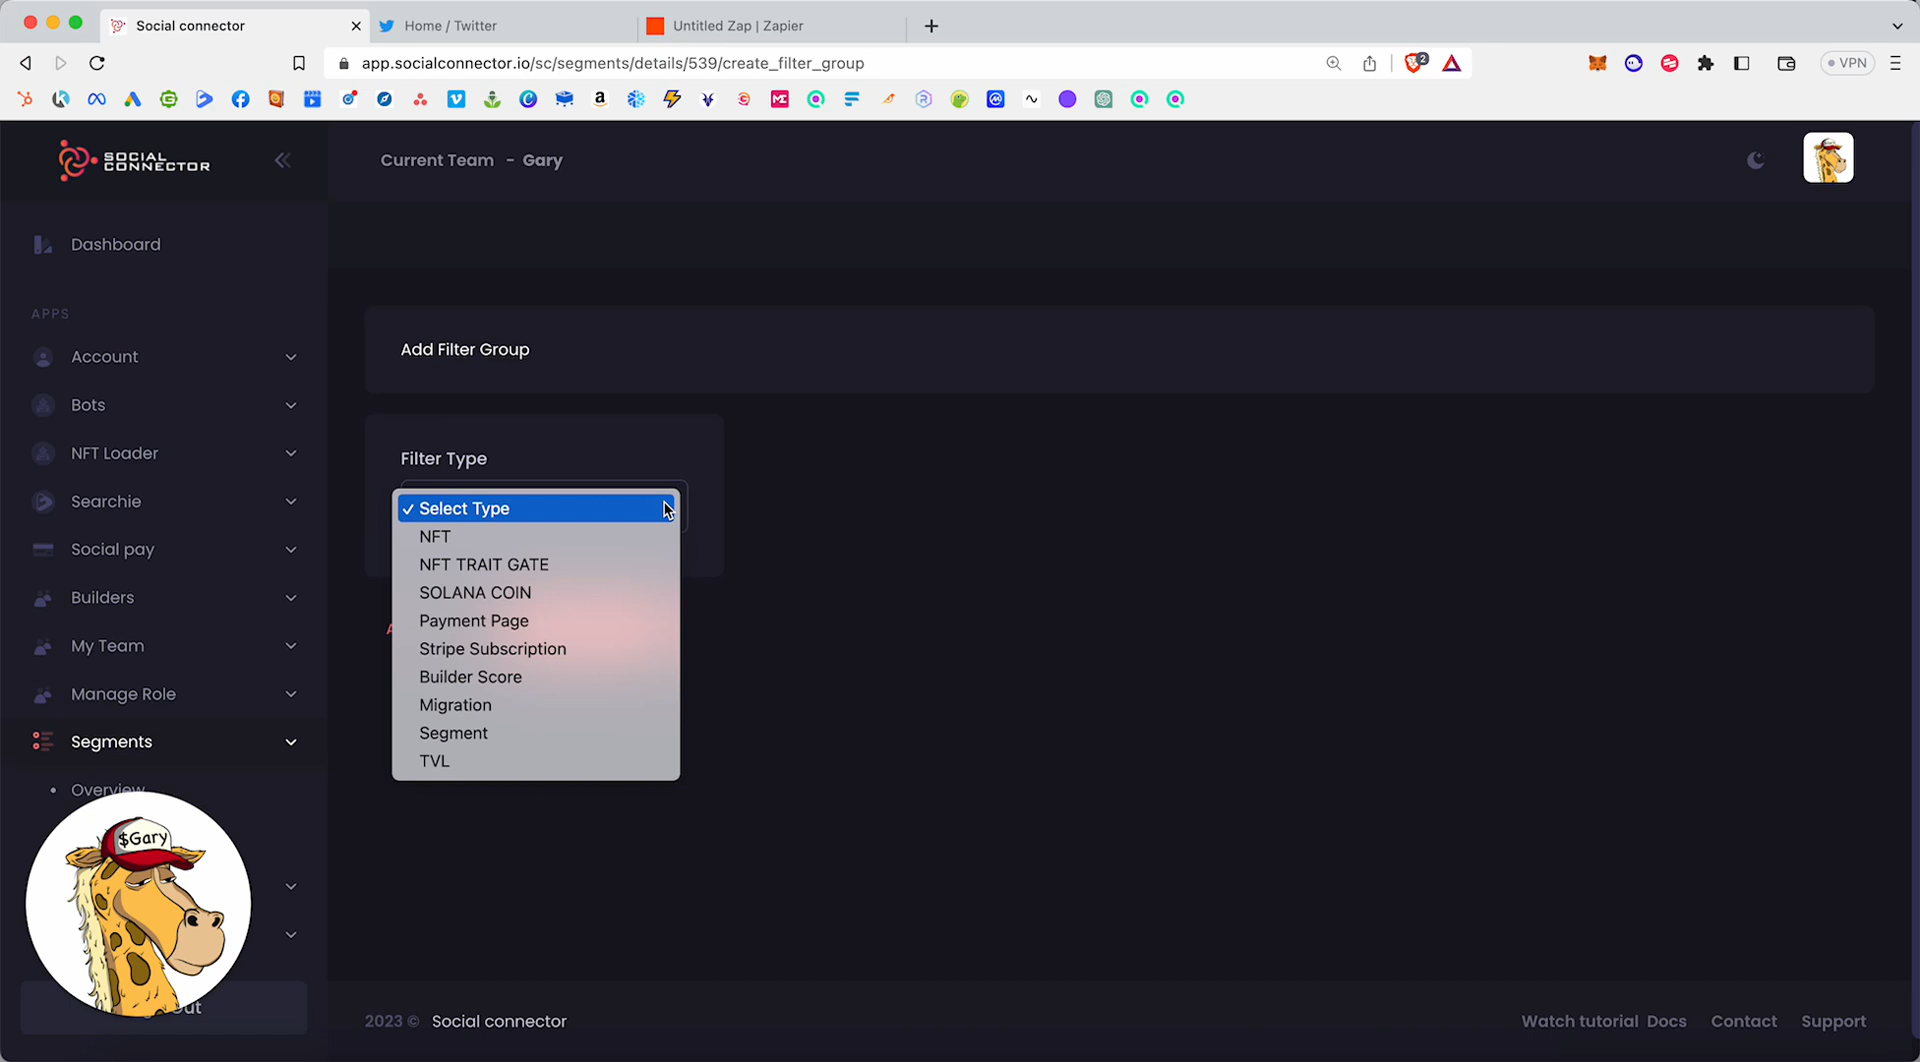 Social connector
Home / Twitter
Untitled Zap | Zapier
app.socialconnector.io/sc/segments/details/539/create_filter_group
2
VPN
SOCIAL
CONNECTOR
Current Team - Gary
Dashboard
APPS
Account
Bots
NFT Loader
Searchie
Social pay
Builders
My Team
Manage Role
Segments
Overview
$Gary
Out
Add Filter Group
Filter Type
✓ Select Type
NFT
NFT TRAIT GATE
SOLANA COIN
Payment Page
Stripe Subscription
Builder Score
Migration
Segment
TVL
2023 © Social connector
Watch tutorial Docs Contact Support